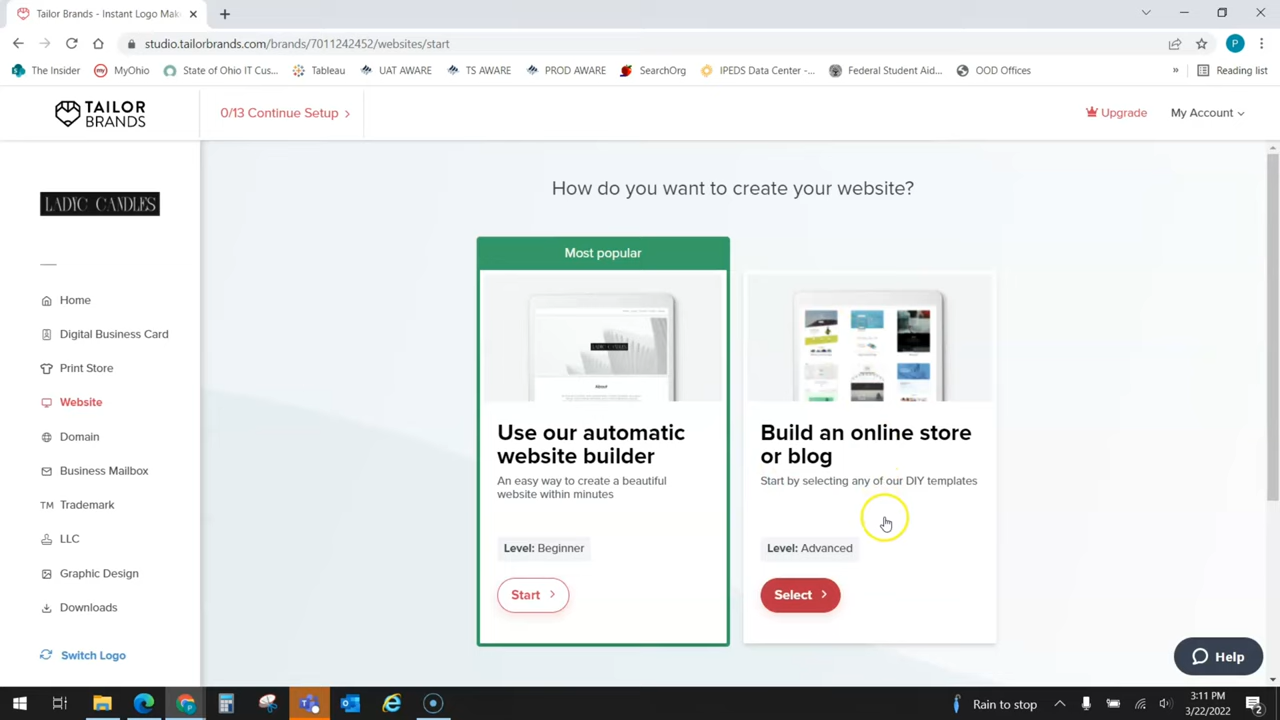 Tailor Brands - Instant Logo Mak
studio.tailorbrands.com/brands/7011242452/websites/start
P
The Insider
my
MyOhio
State of Ohio IT Cus...
Tableau
UAT AWARE
TS AWARE
PROD AWARE
SearchOrg
IPEDS Data Center -...
Federal Student Aid...
OOD Offices
»
Reading list
TAILOR
BRANDS
0/13 Continue Setup
Upgrade
My Account
LADYC CANDLES
Home
Digital Business Card
Print Store
Website
Domain
Business Mailbox
TM Trademark
LLC
Graphic Design
Downloads
Switch Logo
How do you want to create your website?
Most popular
LADYC CANDLES
About
Use our automatic
website builder
An easy way to create a beautiful
website within minutes
Level: Beginner
Start
Build an online store
or blog
Start by selecting any of our DIY templates
Level: Advanced
Select
Help
Rain to stop
3:11 PM
3/22/2022
2